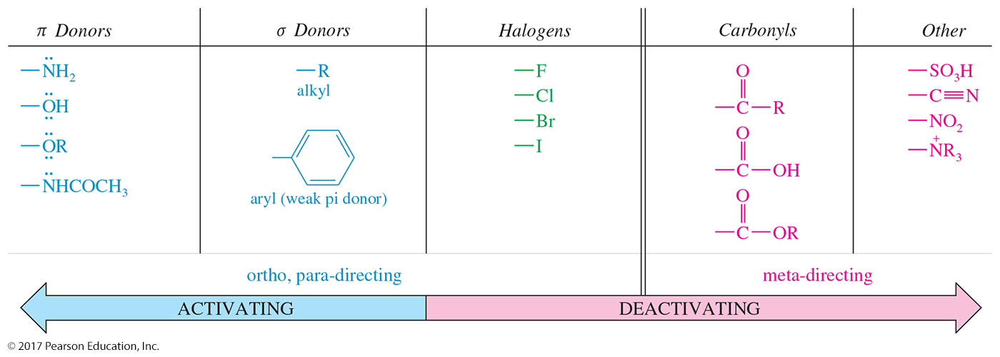 π Donors
σ Donors
Halogens
Carbonyls
Other
—N̈H₂
—ÖH
—ÖR
—N̈HCOCH₃
—R
alkyl
aryl (weak pi donor)
—F
—Cl
—Br
—I
O
—C—R
O
—C—OH
O
—C—OR
—SO₃H
—C≡N
—NO₂
+
—NR₃
ortho, para-directing
meta-directing
ACTIVATING
DEACTIVATING
© 2017 Pearson Education, Inc.